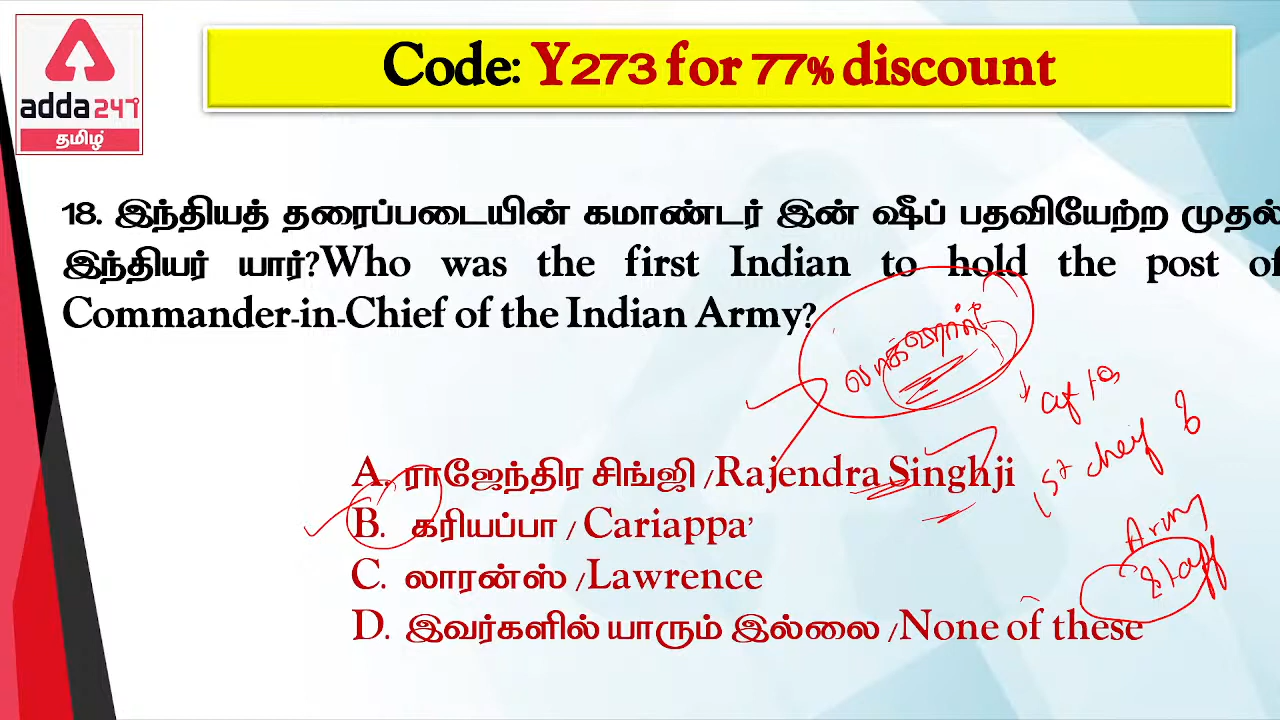 adda247
தமிழ்
Code: Y273 for 77% discount
18. இந்தியத் தரைப்படையின் கமாண்டர் இன் ஷீப் பதவியேற்ற முதல்
இந்தியர் யார்?Who was the first Indian to hold the post of
Commander-in-Chief of the Indian Army?
A. ராஜேந்திர சிங்ஜி /Rajendra Singhji
B. கரியப்பா / Cariappa’
C. லாரன்ஸ் /Lawrence
D. இவர்களில் யாரும் இல்லை /None of these
1st cheif
Army
Staff